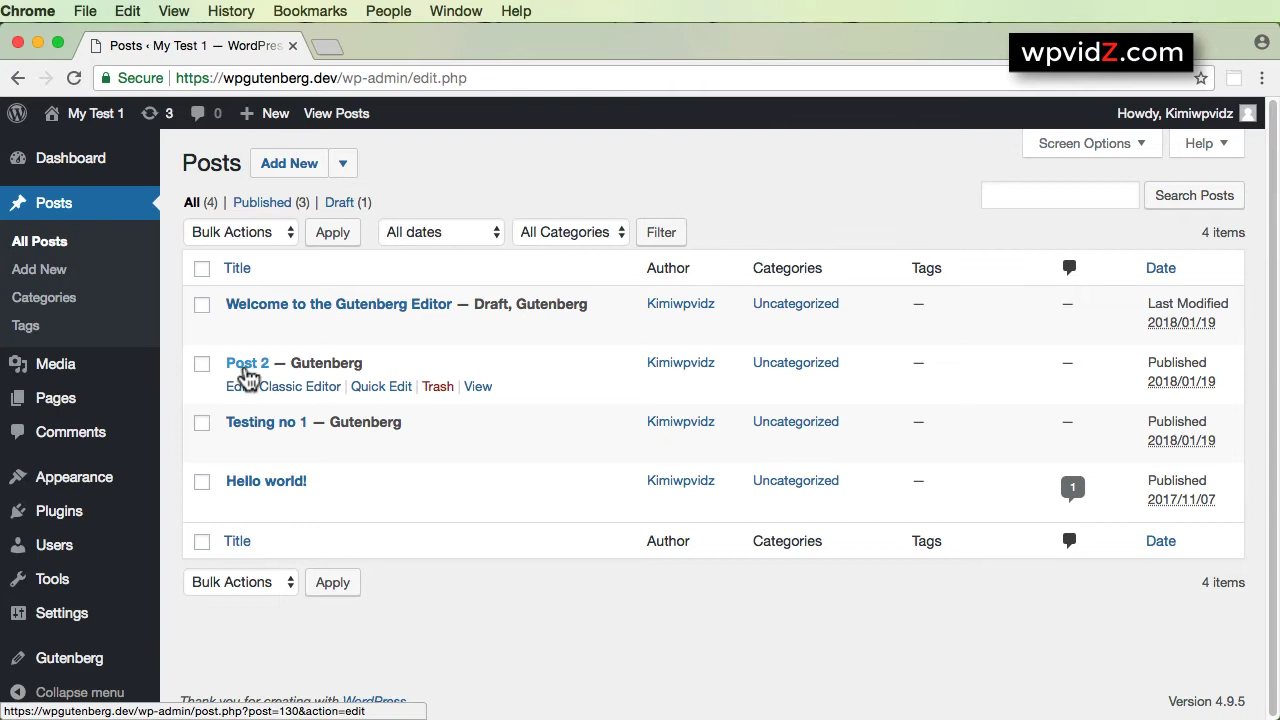 Chrome File Edit View History Bookmarks People Window Help
Posts ‹ My Test 1 — WordPres
wpvidZ.com
Secure https://wpgutenberg.dev/wp-admin/edit.php
My Test 1 3 0 New View Posts Howdy, Kimiwpvidz
Screen Options Help
Dashboard
Posts
All Posts
Add New
Categories
Tags
Media
Pages
Comments
Appearance
Plugins
Users
Tools
Settings
Gutenberg
Collapse menu
Posts Add New
All (4) | Published (3) | Draft (1)
Search Posts
Bulk Actions Apply All dates All Categories Filter 4 items
Title Author Categories Tags Date
Welcome to the Gutenberg Editor — Draft, Gutenberg Kimiwpvidz Uncategorized — — Last Modified
2018/01/19
Post 2 — Gutenberg Kimiwpvidz Uncategorized — — Published
Classic Editor | Quick Edit | Trash | View 2018/01/19
Testing no 1 — Gutenberg Kimiwpvidz Uncategorized — — Published
2018/01/19
Hello world! Kimiwpvidz Uncategorized — 1 Published
2017/11/07
Title Author Categories Tags Date
Bulk Actions Apply 4 items
Thank you for creating with WordPress. Version 4.9.5
https://wpgutenberg.dev/wp-admin/post.php?post=130&action=edit